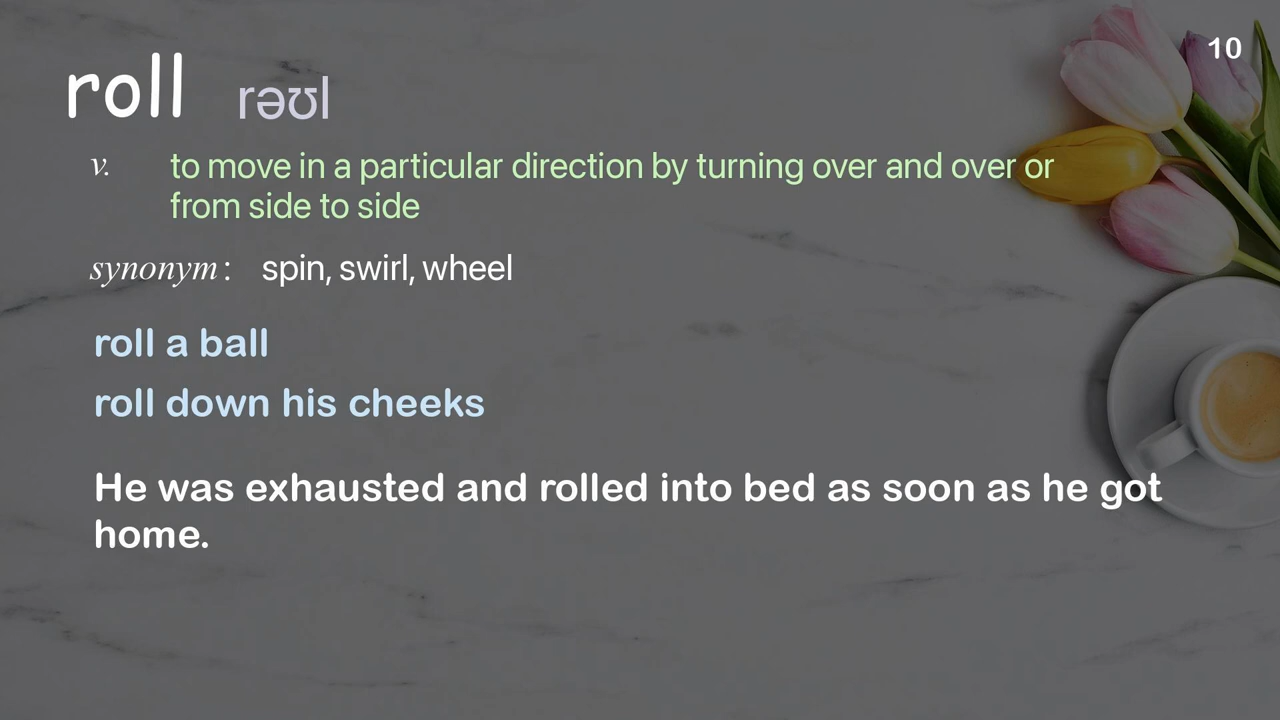 10
roll rəʊl
v. to move in a particular direction by turning over and over or
from side to side
synonym: spin, swirl, wheel
roll a ball
roll down his cheeks
He was exhausted and rolled into bed as soon as he got
home.